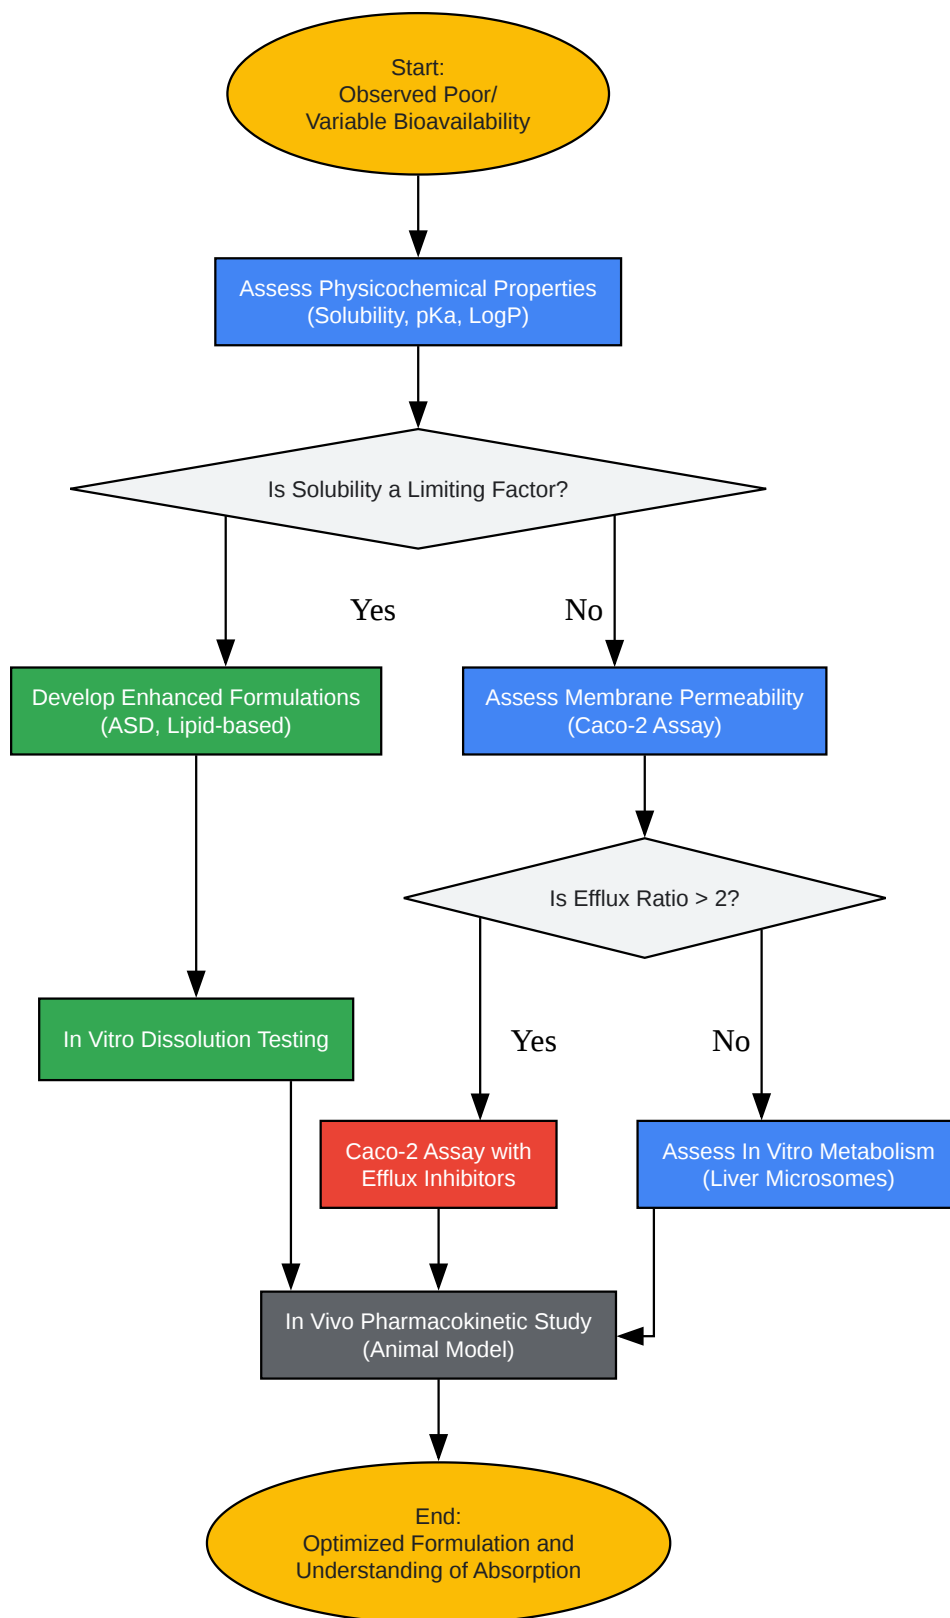 Start:
Observed Poor/
Variable Bioavailability
Assess Physicochemical Properties
(Solubility, pKa, LogP)
Is Solubility a Limiting Factor?
Yes
No
Develop Enhanced Formulations
(ASD, Lipid-based)
Assess Membrane Permeability
(Caco-2 Assay)
Is Efflux Ratio > 2?
In Vitro Dissolution Testing
Yes
No
Caco-2 Assay with
Efflux Inhibitors
Assess In Vitro Metabolism
(Liver Microsomes)
In Vivo Pharmacokinetic Study
(Animal Model)
End:
Optimized Formulation and
Understanding of Absorption